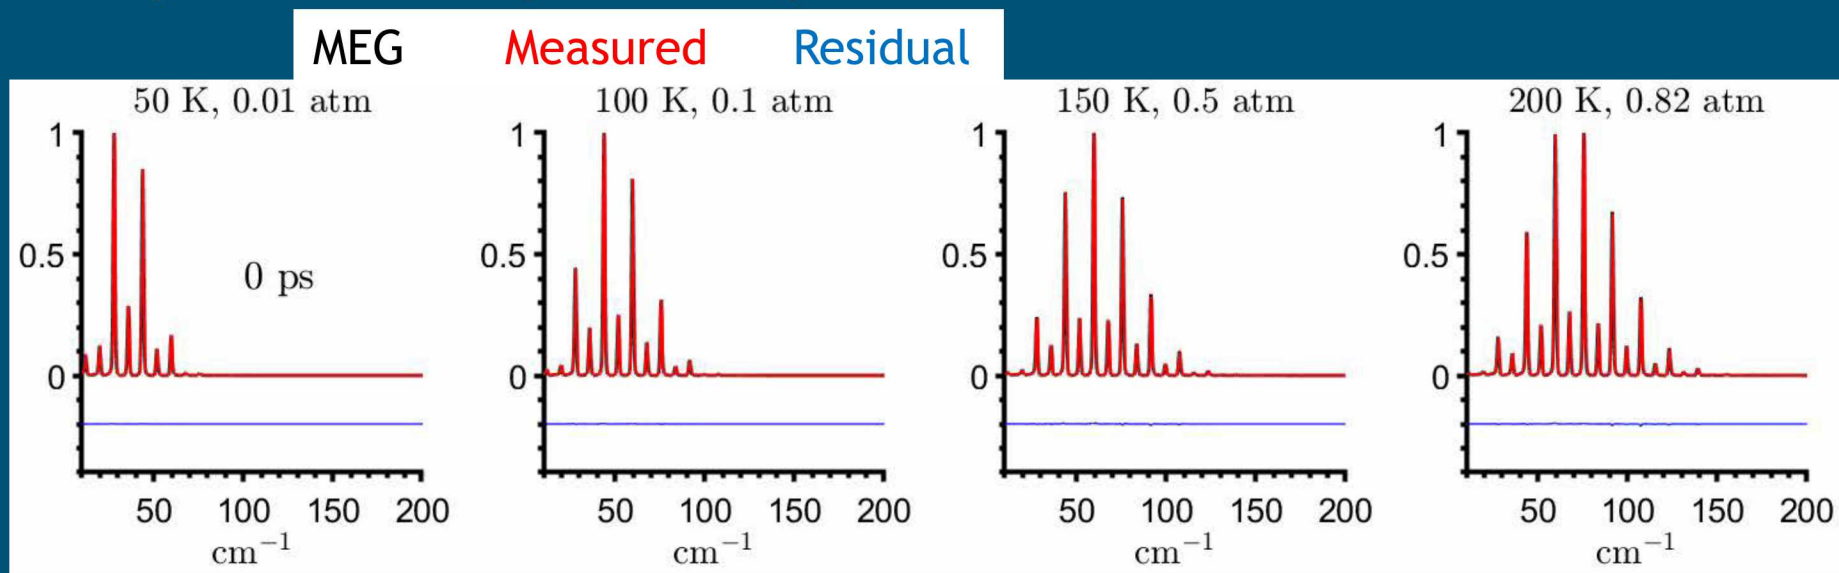 MEG Measured Residual
50 K, 0.01 atm 100 K, 0.1 atm 150 K, 0.5 atm 200 K, 0.82 atm
1 1 1 1
0.5 0.5 0.5 0.5
0 ps
0 0 0 0
50 100 150 200 50 100 150 200 50 100 150 200 50 100 150 200
cm⁻¹ cm⁻¹ cm⁻¹ cm⁻¹